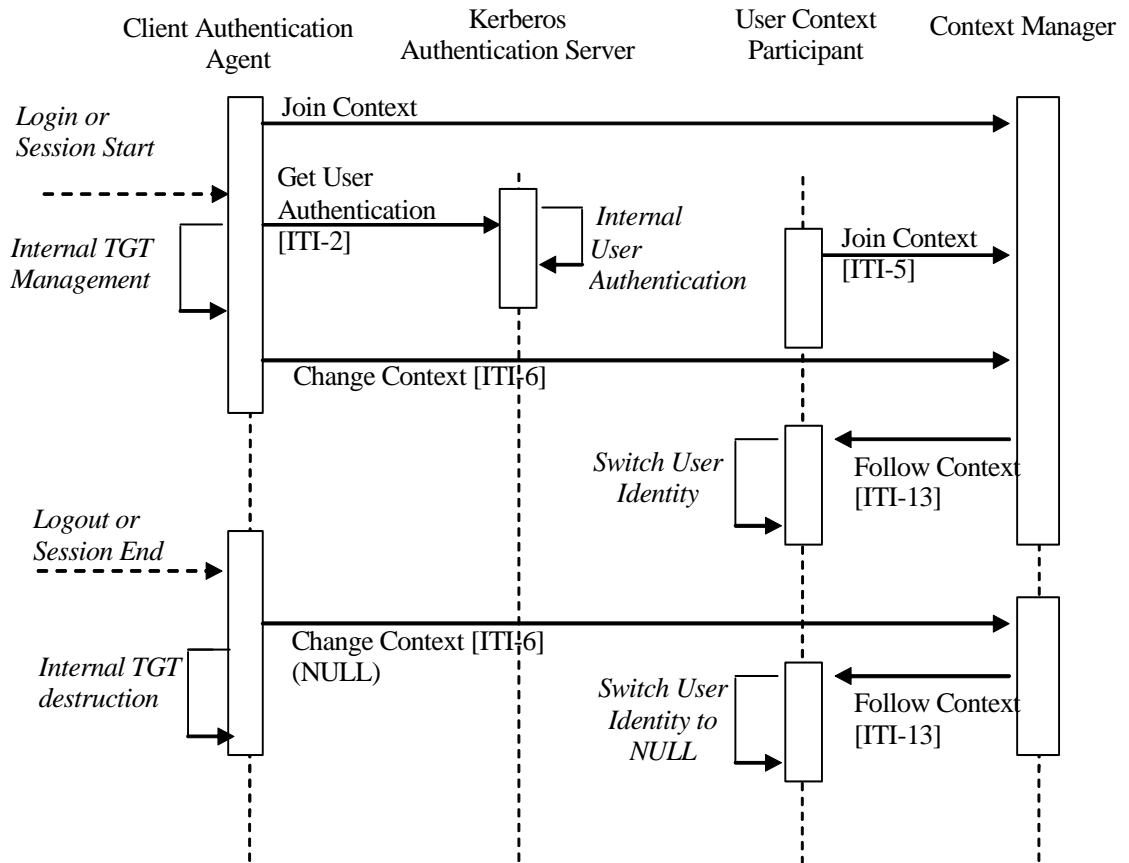 Client Authentication
Agent
Kerberos
Authentication Server
User Context
Participant
Context Manager
Join Context
Login or
Session Start
Get User
Authentication
[ITI-2]
Internal
User
Authentication
Join Context
[ITI-5]
Internal TGT
Management
Change Context [ITI-6]
Switch User
Identity
Follow Context
[ITI-13]
Logout or
Session End
Change Context [ITI-6]
(NULL)
Internal TGT
destruction
Switch User
Identity to
NULL
Follow Context
[ITI-13]